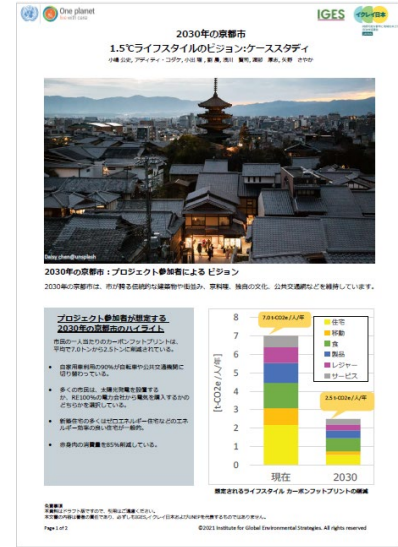 One planet
IGES
イクレイ日本
2030年の京都市
1.5℃ライフスタイルのビジョン:ケーススタディ
Daisy chen@unsplash
2030年の京都市：プロジェクト参加者による ビジョン
2030年の京都市は、市が誇る伝統的な建築物や街並み、京料理、独自の文化、公共交通網などを維持しています。
プロジェクト参加者が想定する
2030年の京都市のハイライト
市民の一人当たりのカーボンフットプリントは、
平均で7.0トンから2.5トンに削減されている。
• 自家用車利用の90%が自転車や公共交通機関に
切り替わっている。
• 多くの市民は、太陽光発電を設置する
か、RE100%の電力会社から電気を購入するかの
どちらかを選択している。
• 新築住宅の多くはゼロエネルギー住宅などのエネ
ルギー効率の良い住宅が一般的。
• 赤身肉の消費量を85%削減している。
[t-CO2e /人/年]
8
7
6
5
4
3
2
1
0
7.0 t-CO2e /人/年
2.5 t-CO2e /人/年
住宅
移動
食
製品
レジャー
サービス
現在
2030
想定されるライフスタイル カーボンフットプリントの削減
免責事項
Page 1 of 2
©2021 Institute for Global Environmental Strategies. All rights reserved